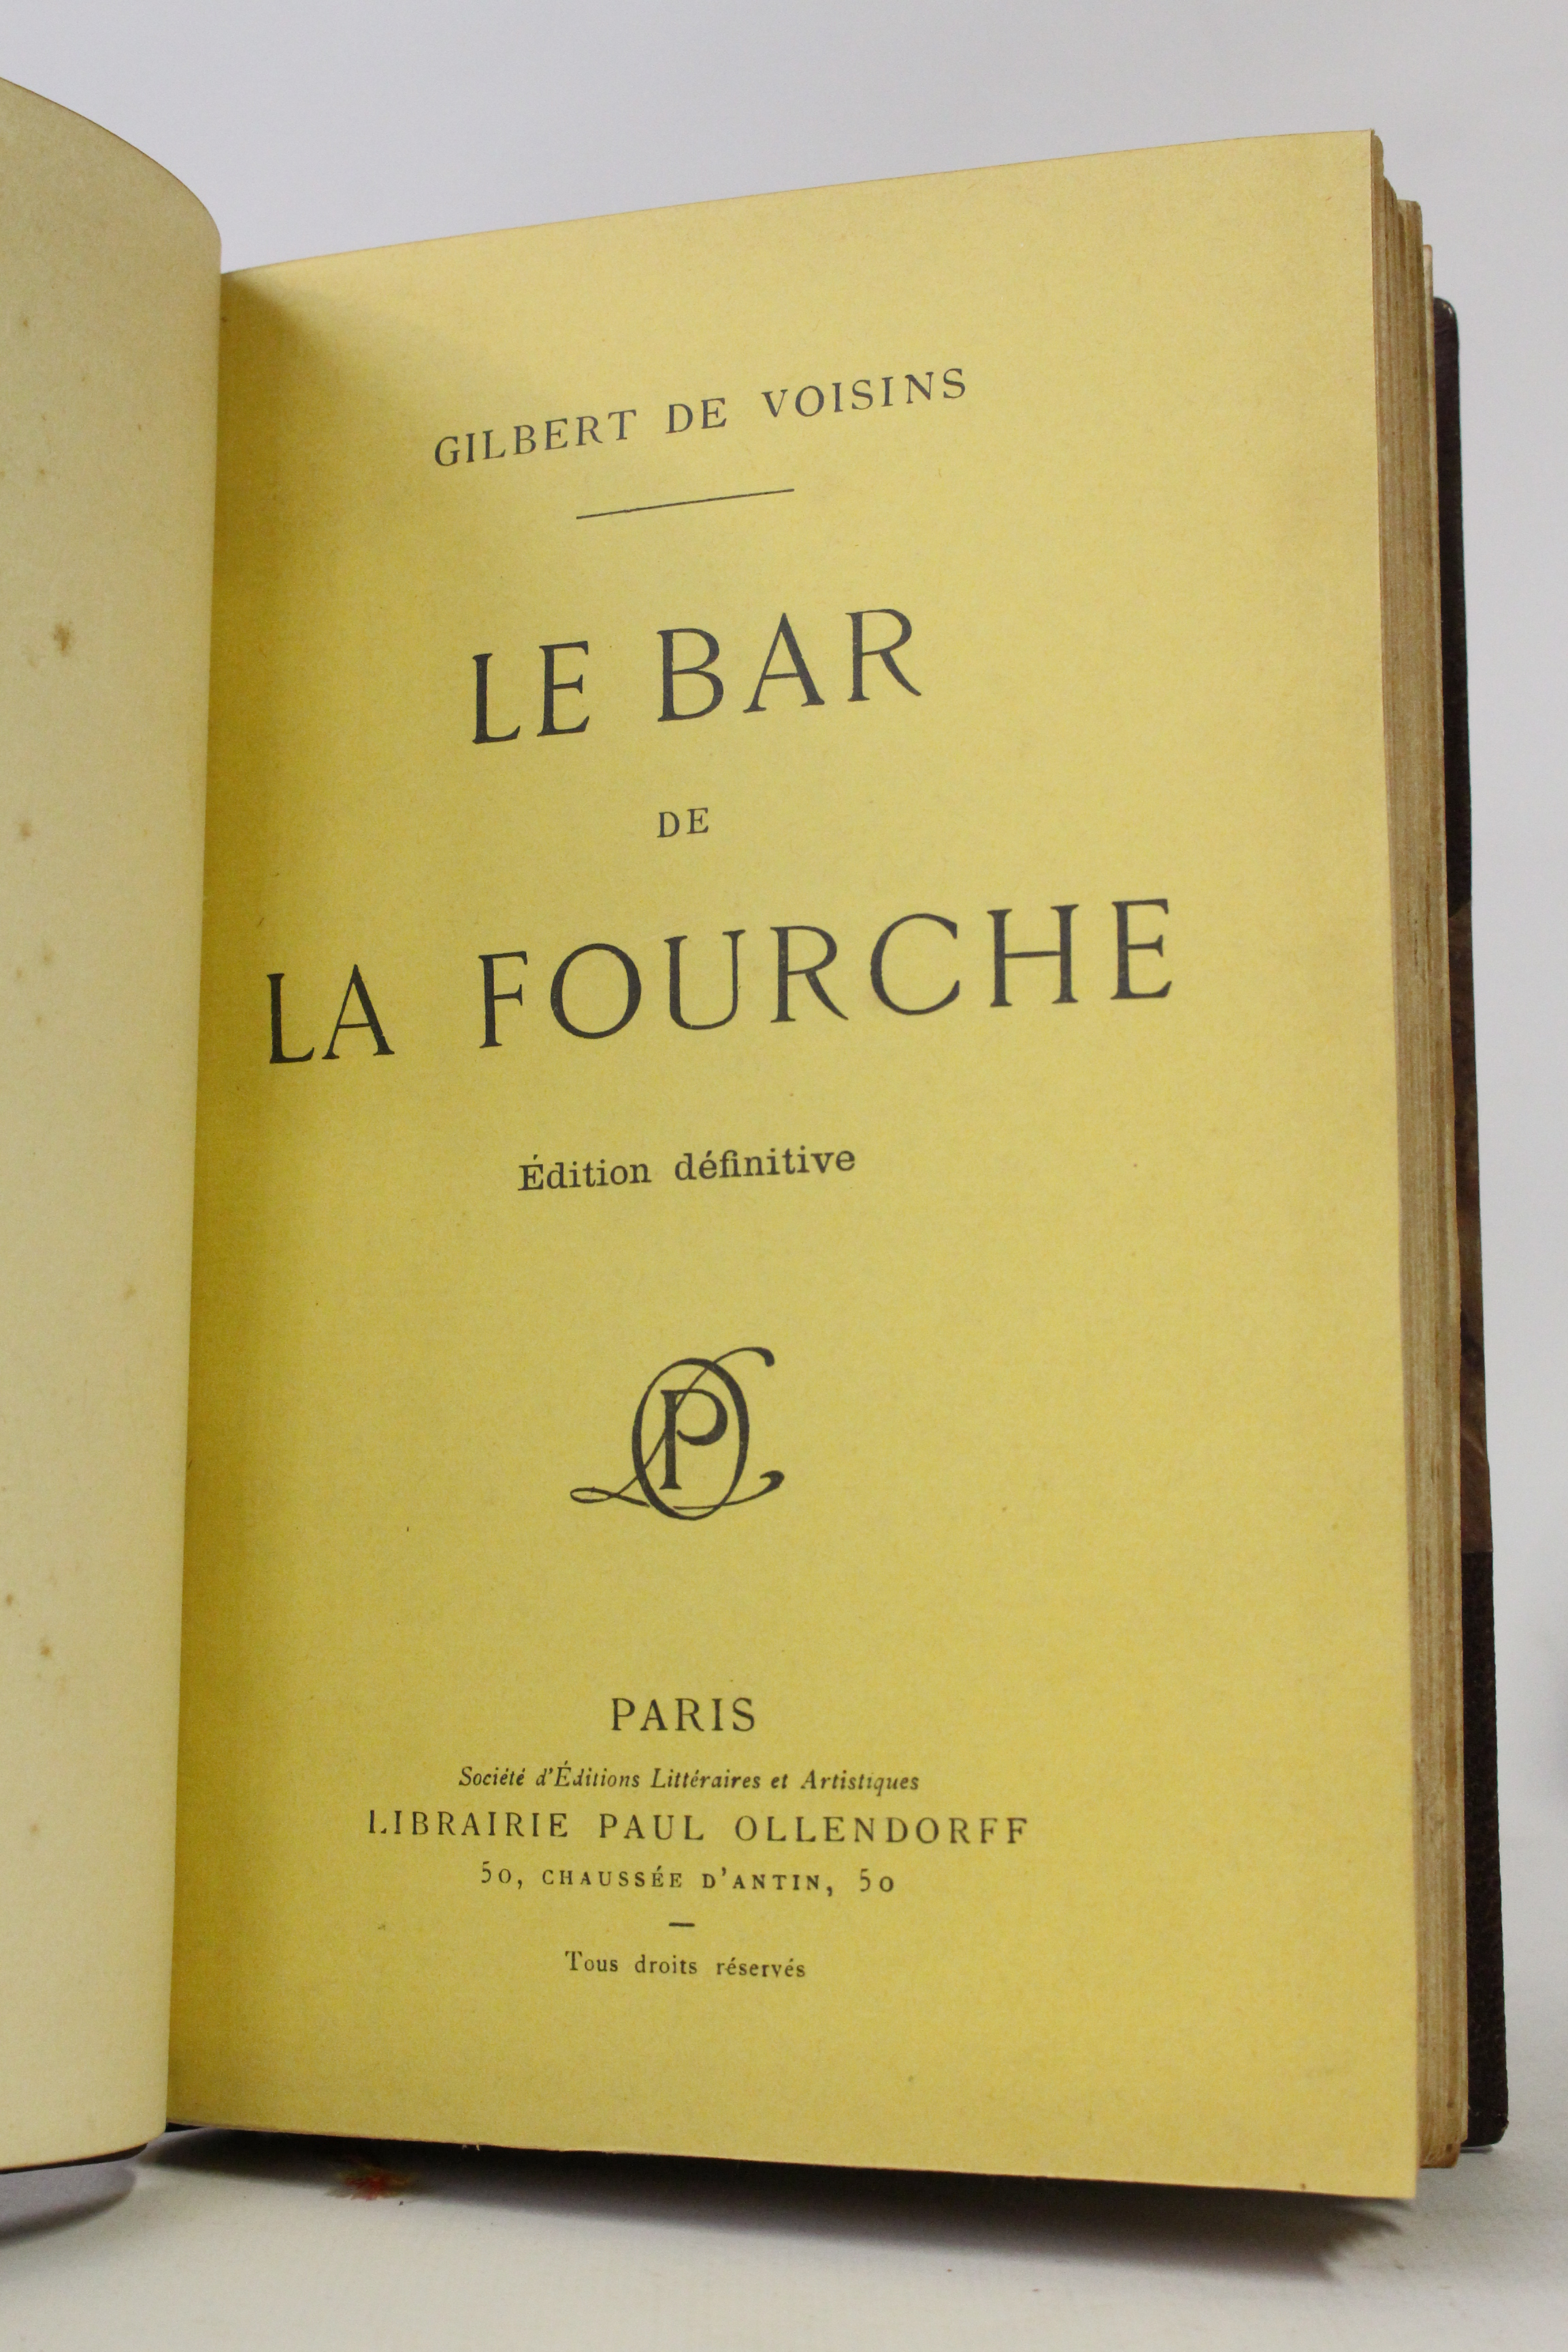 GILBERT DE VOISINS
LE BAR
DE
LA FOURCHE
Édition définitive
LPO
PARIS
Société d'Éditions Littéraires et Artistiques
LIBRAIRIE PAUL OLLENDORFF
50, CHAUSSÉE D'ANTIN, 50
Tous droits réservés